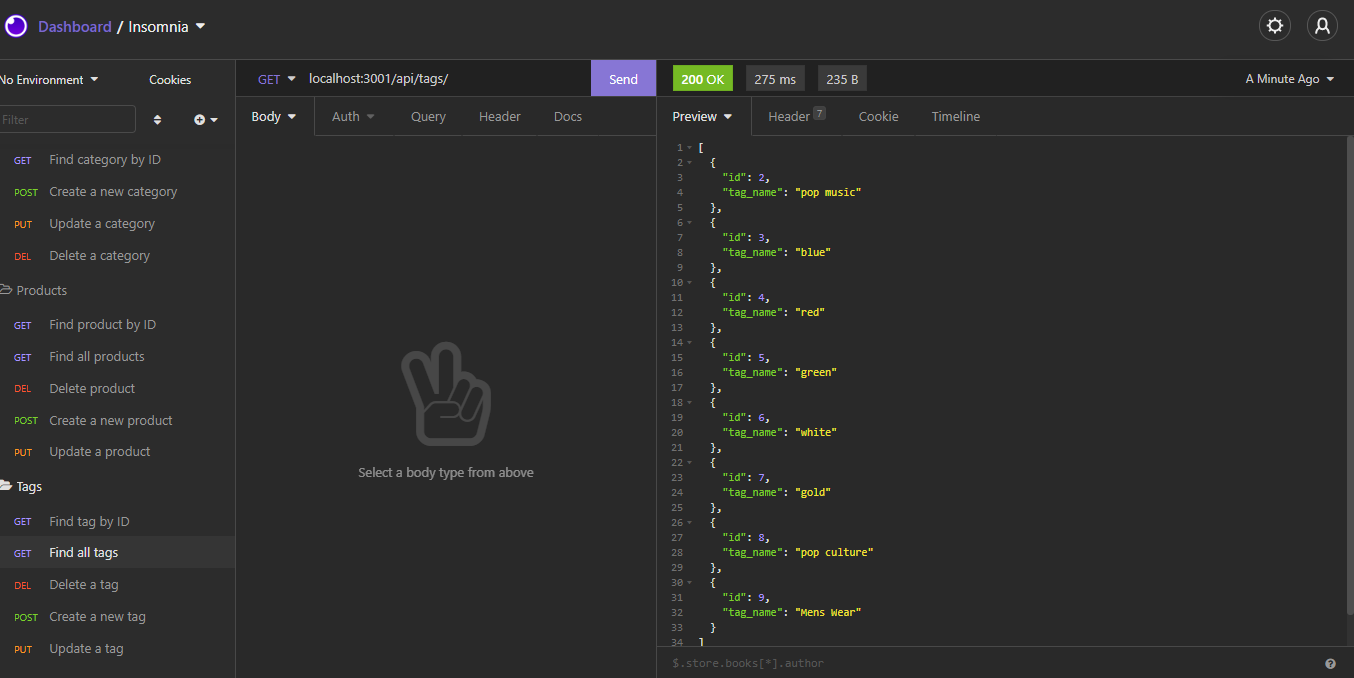 Dashboard / Insomnia
No Environment
Cookies
Filter
GET Find category by ID
POST Create a new category
PUT Update a category
DEL Delete a category
Products
GET Find product by ID
GET Find all products
DEL Delete product
POST Create a new product
PUT Update a product
Tags
GET Find tag by ID
GET Find all tags
DEL Delete a tag
POST Create a new tag
PUT Update a tag
GET localhost:3001/api/tags/ Send
Body Auth Query Header Docs
Select a body type from above
200 OK 275 ms 235 B A Minute Ago
Preview Header 7 Cookie Timeline
1 [
2 {
3 "id": 2,
4 "tag_name": "pop music"
5 },
6 {
7 "id": 3,
8 "tag_name": "blue"
9 },
10 {
11 "id": 4,
12 "tag_name": "red"
13 },
14 {
15 "id": 5,
16 "tag_name": "green"
17 },
18 {
19 "id": 6,
20 "tag_name": "white"
21 },
22 {
23 "id": 7,
24 "tag_name": "gold"
25 },
26 {
27 "id": 8,
28 "tag_name": "pop culture"
29 },
30 {
31 "id": 9,
32 "tag_name": "Mens Wear"
33 }
34 ]
$.store.books[*].author ?